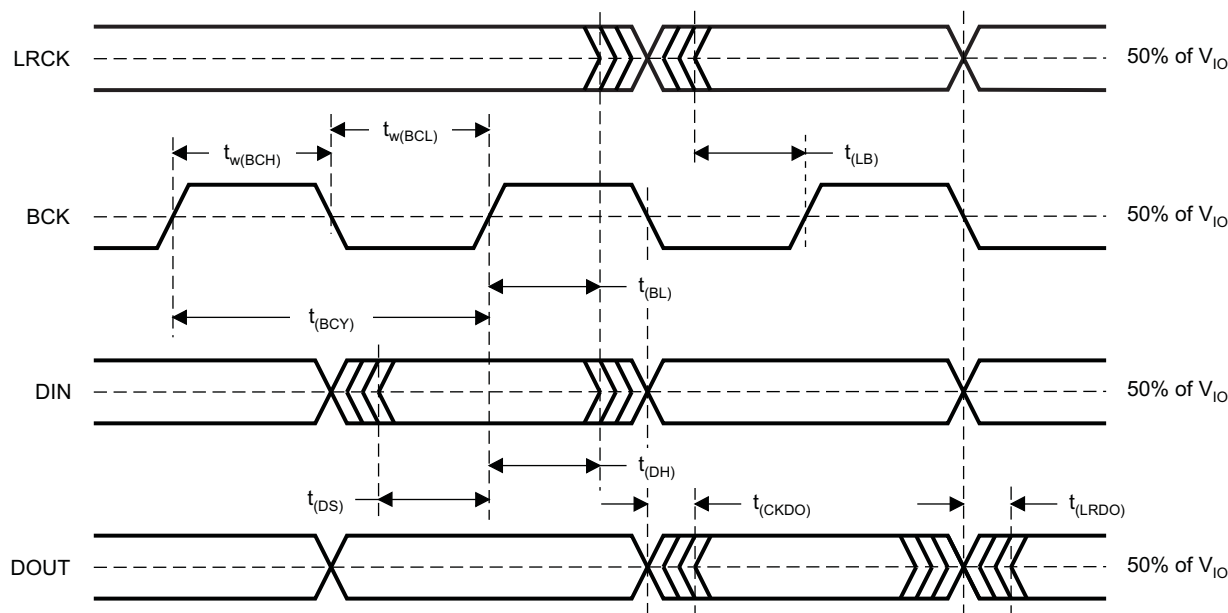 LRCK
50% of V_IO
t_w(BCL)
t_w(BCH)
t_(LB)
BCK
50% of V_IO
t_(BL)
t_(BCY)
DIN
50% of V_IO
t_(DH)
t_(DS)
t_(CKDO)
t_(LRDO)
DOUT
50% of V_IO